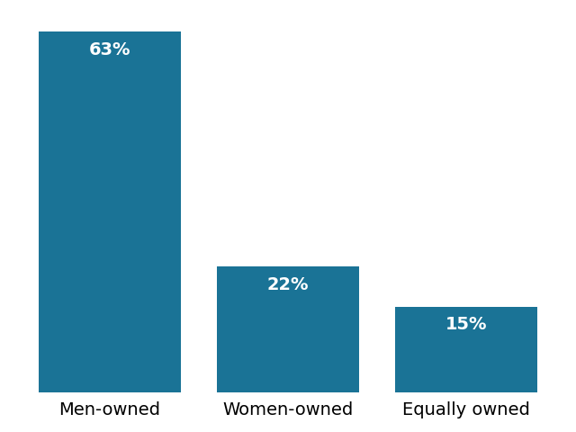 63%
22%
15%
Men-owned
Women-owned
Equally owned